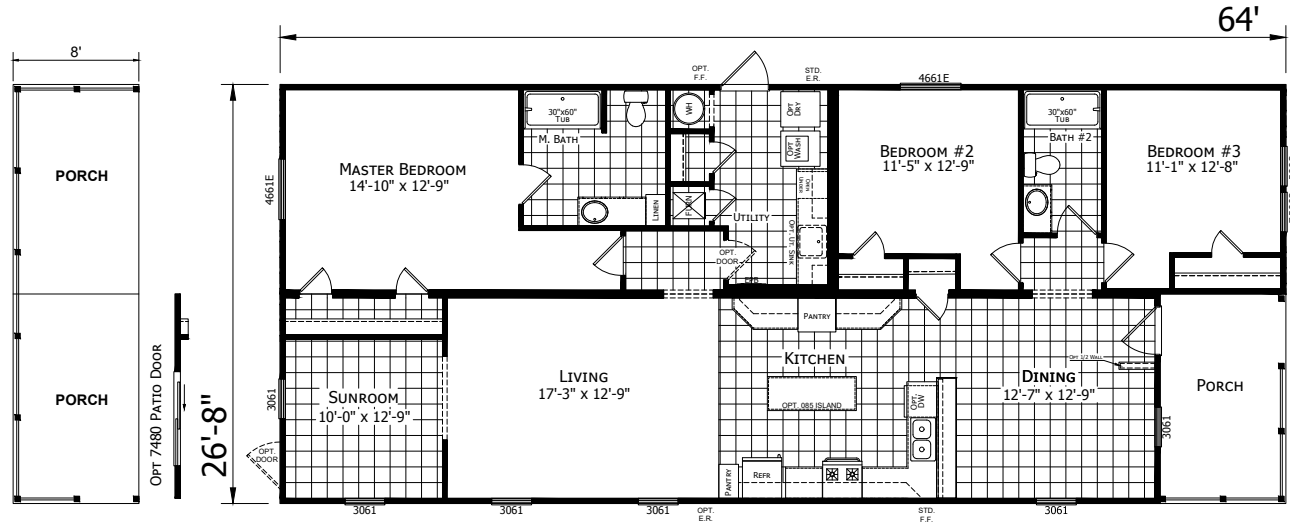 64'
8'
26'-8"
PORCH
PORCH
OPT 7480 PATIO DOOR
4661E
MASTER BEDROOM
14'-10" x 12'-9"
30"x60"
TUB
M. BATH
LINEN
WH
FURN
OPT.
F.F.
STD.
E.R.
OPT
DRY
OPT
WASH
OPEN
UNDER
OPT. UT. SINK
UTILITY
OPT.
DOOR
EPB
4661E
BEDROOM #2
11'-5" x 12'-9"
30"x60"
TUB
BATH #2
BEDROOM #3
11'-1" x 12'-8"
3061
OPT.
DOOR
SUNROOM
10'-0" x 12'-9"
LIVING
17'-3" x 12'-9"
PANTRY
KITCHEN
OPT. 085 ISLAND
OPT.
DW
PANTRY
REFR
DINING
12'-7" x 12'-9"
OPT 1/2 WALL
3061
PORCH
3061
3061
3061
OPT.
E.R.
STD.
F.F.
3061